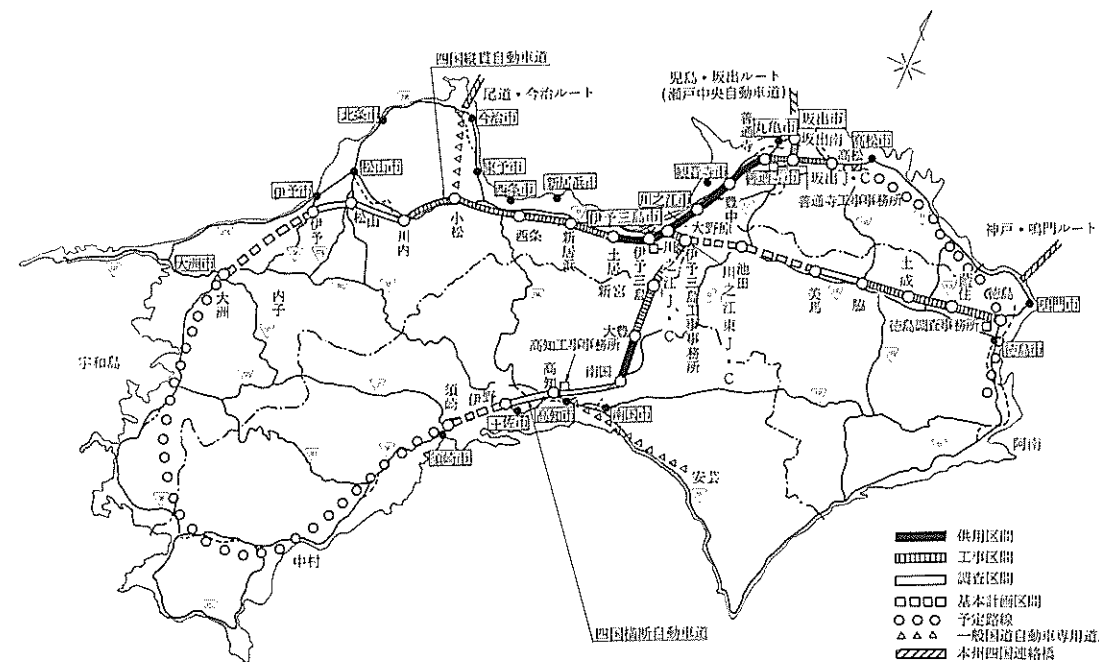 四国縦貫自動車道
尾道・今治ルート
児島・坂出ルート
(瀬戸中央自動車道)
神戸・鳴門ルート
北条市
今治市
松山市
東予市
伊予市
西条市
新居浜市
観音寺市
丸亀市
善通寺
坂出市
坂出南
高松
高松市
善通寺市
坂出J・C
善通寺工事事務所
川之江市
伊予三島市
大洲市
大洲
内子
伊予
松山
川内
小松
西条
新居浜
土居
新宮
伊予三島
川之江
川之江J・C
大野原
豊中
伊予三島工事事務所
川之江東J・C
池田
美馬
脇
土成
藍住
徳島
鳴門市
徳島調査事務所
徳島市
大豊
高知工事事務所
南国
高知
伊野
須崎
土佐市
高知市
南国市
須崎市
宇和島
中村
安芸
阿南
四国横断自動車道
供用区間
工事区間
調査区間
基本計画区間
予定路線
一般国道自動車専用道
本州四国連絡橋